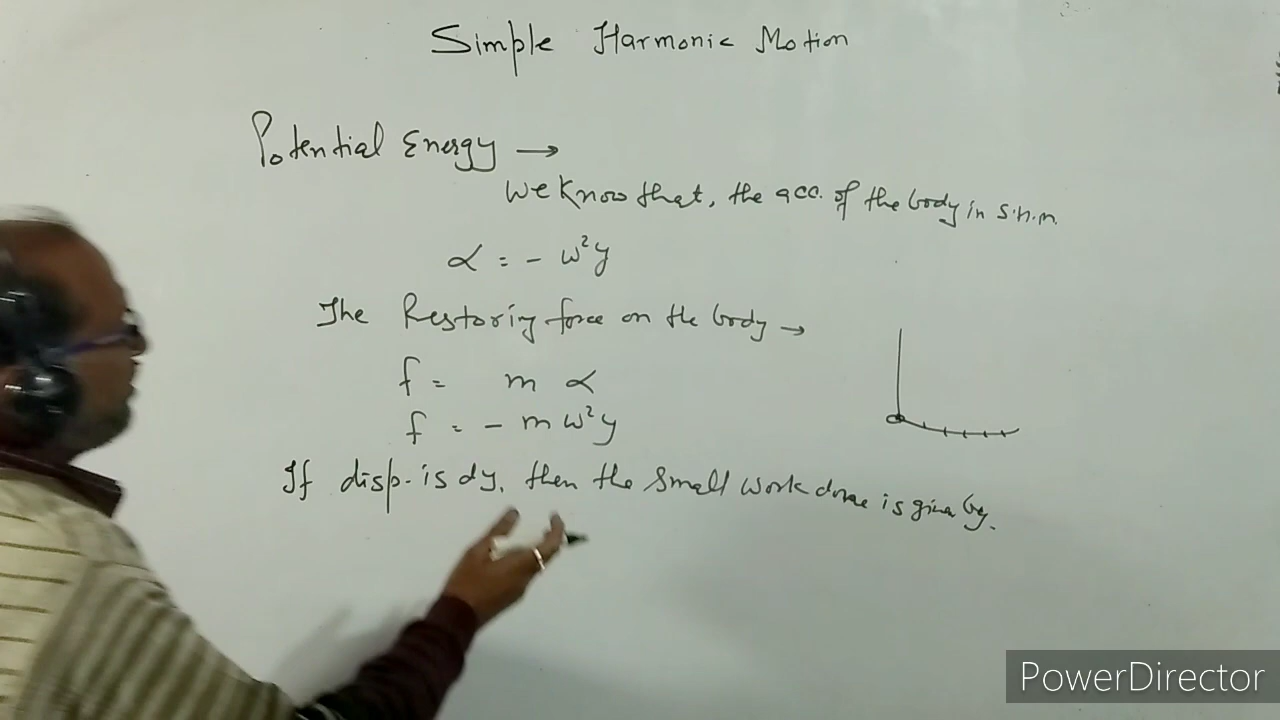 Simple Harmonic Motion
Potential Energy →
We know that, the acc. of the body in S.H.M.
α = - ω²y
The Restoring force on the body →
f = m α
f = - m ω²y
If disp. is dy, then the small work done is given by.
PowerDirector